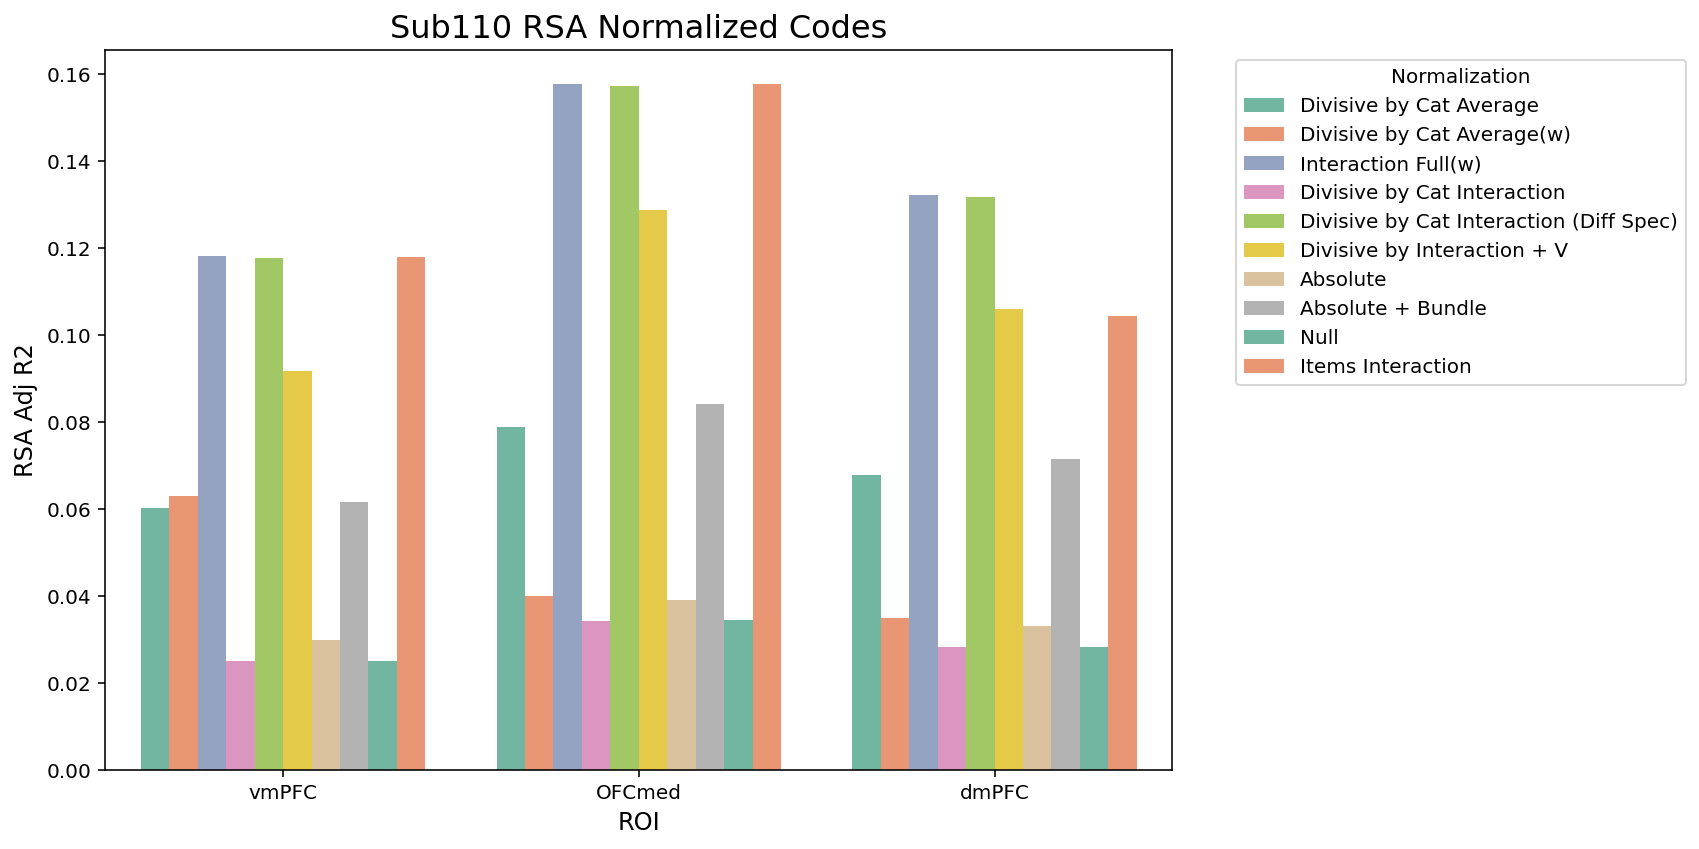 Sub110 RSA Normalized Codes
Normalization
Divisive by Cat Average
Divisive by Cat Average(w)
Interaction Full(w)
Divisive by Cat Interaction
Divisive by Cat Interaction (Diff Spec)
Divisive by Interaction + V
Absolute
Absolute + Bundle
Null
Items Interaction
RSA Adj R2
0.16
0.14
0.12
0.10
0.08
0.06
0.04
0.02
0.00
vmPFC OFCmed dmPFC
ROI